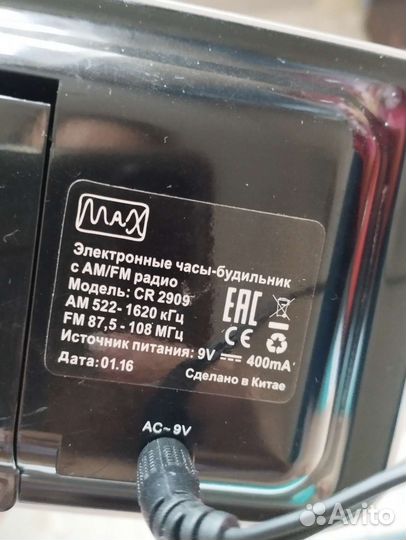 MAX
Электронные часы-будильник
с AM/FM радио
Модель: CR 2909
AM 522- 1620 кГц
FM 87,5 - 108 МГц
Источник питания: 9V ⎓ 400mA
Дата: 01.16
Сделано в Китае
EAC
CE
AC~9V
Avito